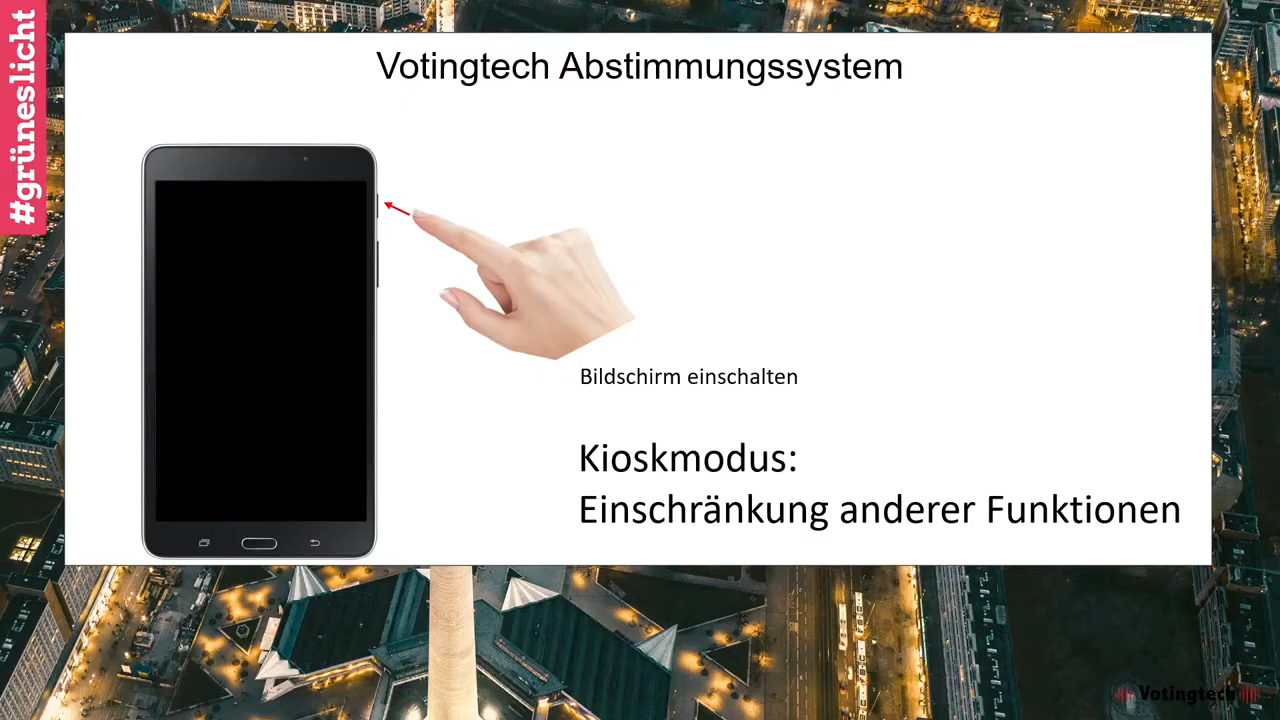 #grüneslicht
Votingtech Abstimmungssystem
Bildschirm einschalten
Kioskmodus:
Einschränkung anderer Funktionen
Votingtech